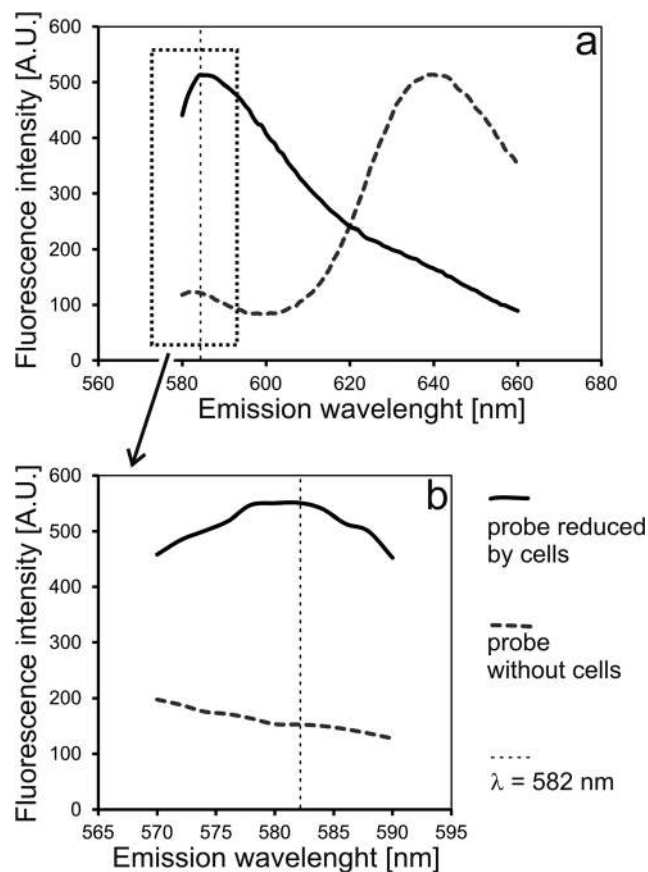 a
Fluorescence intensity [A.U.]
600
500
400
300
200
100
0
560 580 600 620 640 660 680
Emission wavelenght [nm]
b
Fluorescence intensity [A.U.]
600
500
400
300
200
100
0
565 570 575 580 585 590 595
Emission wavelenght [nm]
probe reduced
by cells
probe
without cells
λ = 582 nm